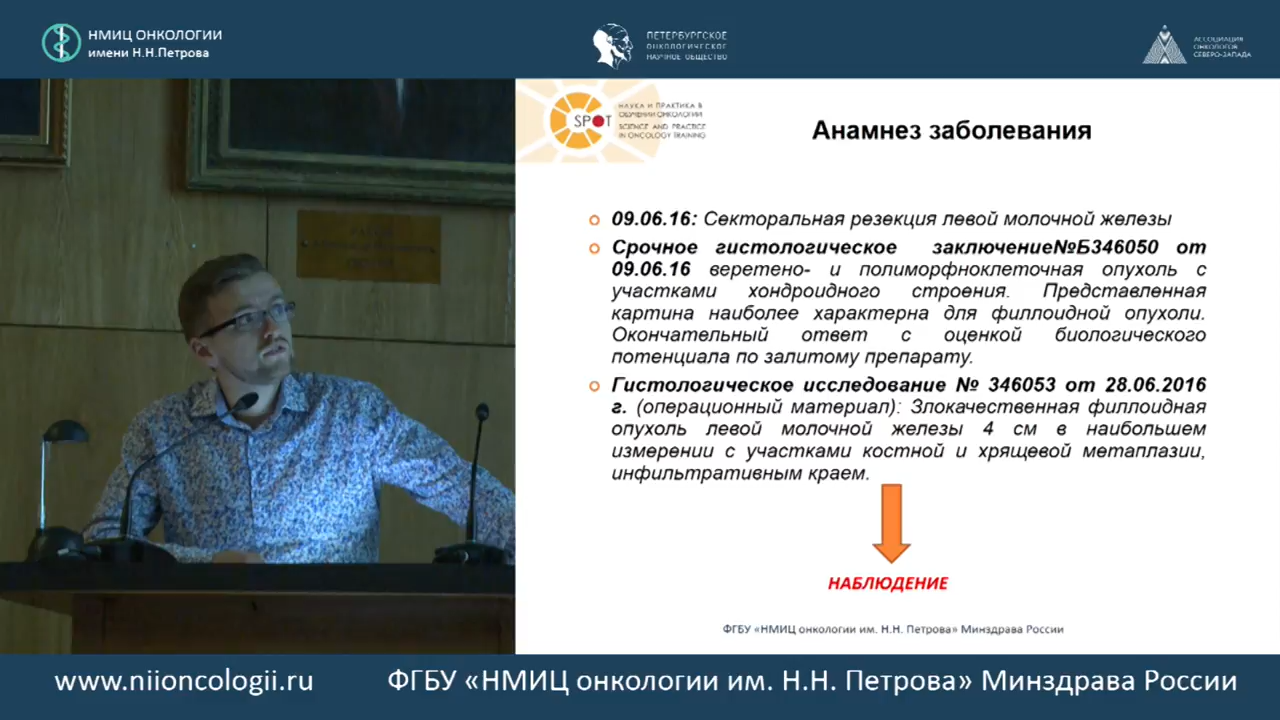 НМИЦ ОНКОЛОГИИ
имени Н.Н.Петрова
ПЕТЕРБУРГСКОЕ
ОНКОЛОГИЧЕСКОЕ
НАУЧНОЕ ОБЩЕСТВО
АССОЦИАЦИЯ
ОНКОЛОГОВ
СЕВЕРО-ЗАПАДА
SPOT
НАУКА И ПРАКТИКА В
ОБУЧЕНИИ ОНКОЛОГИИ
SCIENCE AND PRACTICE
IN ONCOLOGY TRAINING
Анамнез заболевания
09.06.16: Секторальная резекция левой молочной железы
Срочное гистологическое заключение№Б346050 от
09.06.16 веретено- и полиморфноклеточная опухоль с
участками хондроидного строения. Представленная
картина наиболее характерна для филлоидной опухоли.
Окончательный ответ с оценкой биологического
потенциала по залитому препарату.
Гистологическое исследование № 346053 от 28.06.2016
г. (операционный материал): Злокачественная филлоидная
опухоль левой молочной железы 4 см в наибольшем
измерении с участками костной и хрящевой метаплазии,
инфильтративным краем.
НАБЛЮДЕНИЕ
ФГБУ «НМИЦ онкологии им. Н.Н. Петрова» Минздрава России
www.niioncologii.ru
ФГБУ «НМИЦ онкологии им. Н.Н. Петрова» Минздрава России